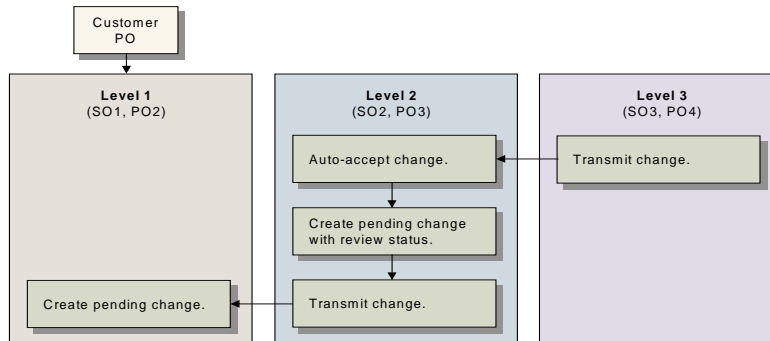 Customer
PO
Level 1
(SO1, PO2)
Level 2
(SO2, PO3)
Level 3
(SO3, PO4)
Auto-accept change.
Transmit change.
Create pending change
with review status.
Create pending change.
Transmit change.